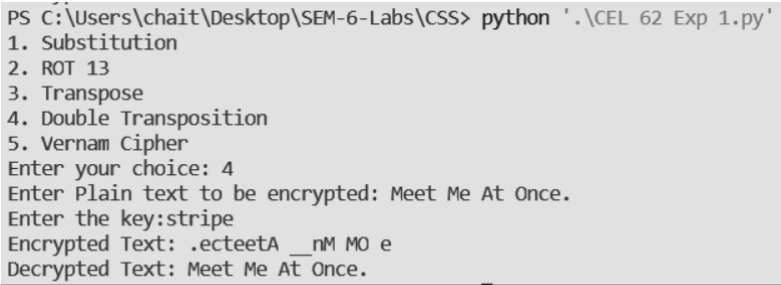 PS C:\Users\chait\Desktop\SEM-6-Labs\CSS> python '.\CEL 62 Exp 1.py'
1. Substitution
2. ROT 13
3. Transpose
4. Double Transposition
5. Vernam Cipher
Enter your choice: 4
Enter Plain text to be encrypted: Meet Me At Once.
Enter the key:stripe
Encrypted Text: .ecteetA __nM MO e
Decrypted Text: Meet Me At Once.